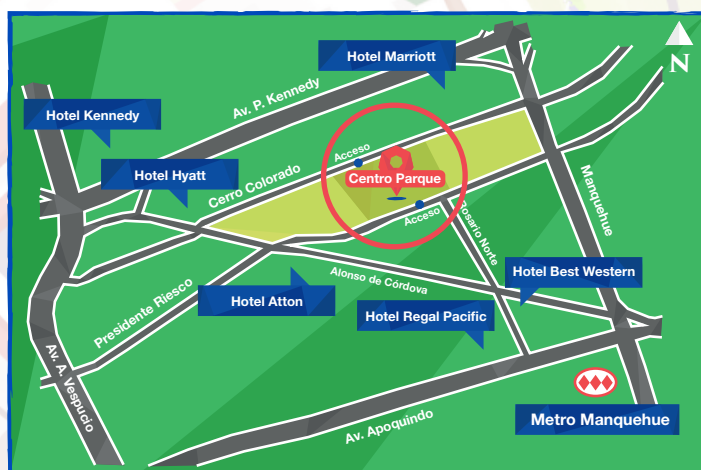 Hotel Marriott
N
Av. P. Kennedy
Hotel Kennedy
Acceso
Centro Parque
Hotel Hyatt
Cerro Colorado
Manquehue
Acceso
Rosario Norte
Hotel Best Western
Alonso de Córdova
Presidente Riesco
Hotel Atton
Hotel Regal Pacific
Av. A. Vespucio
Av. Apoquindo
Metro Manquehue